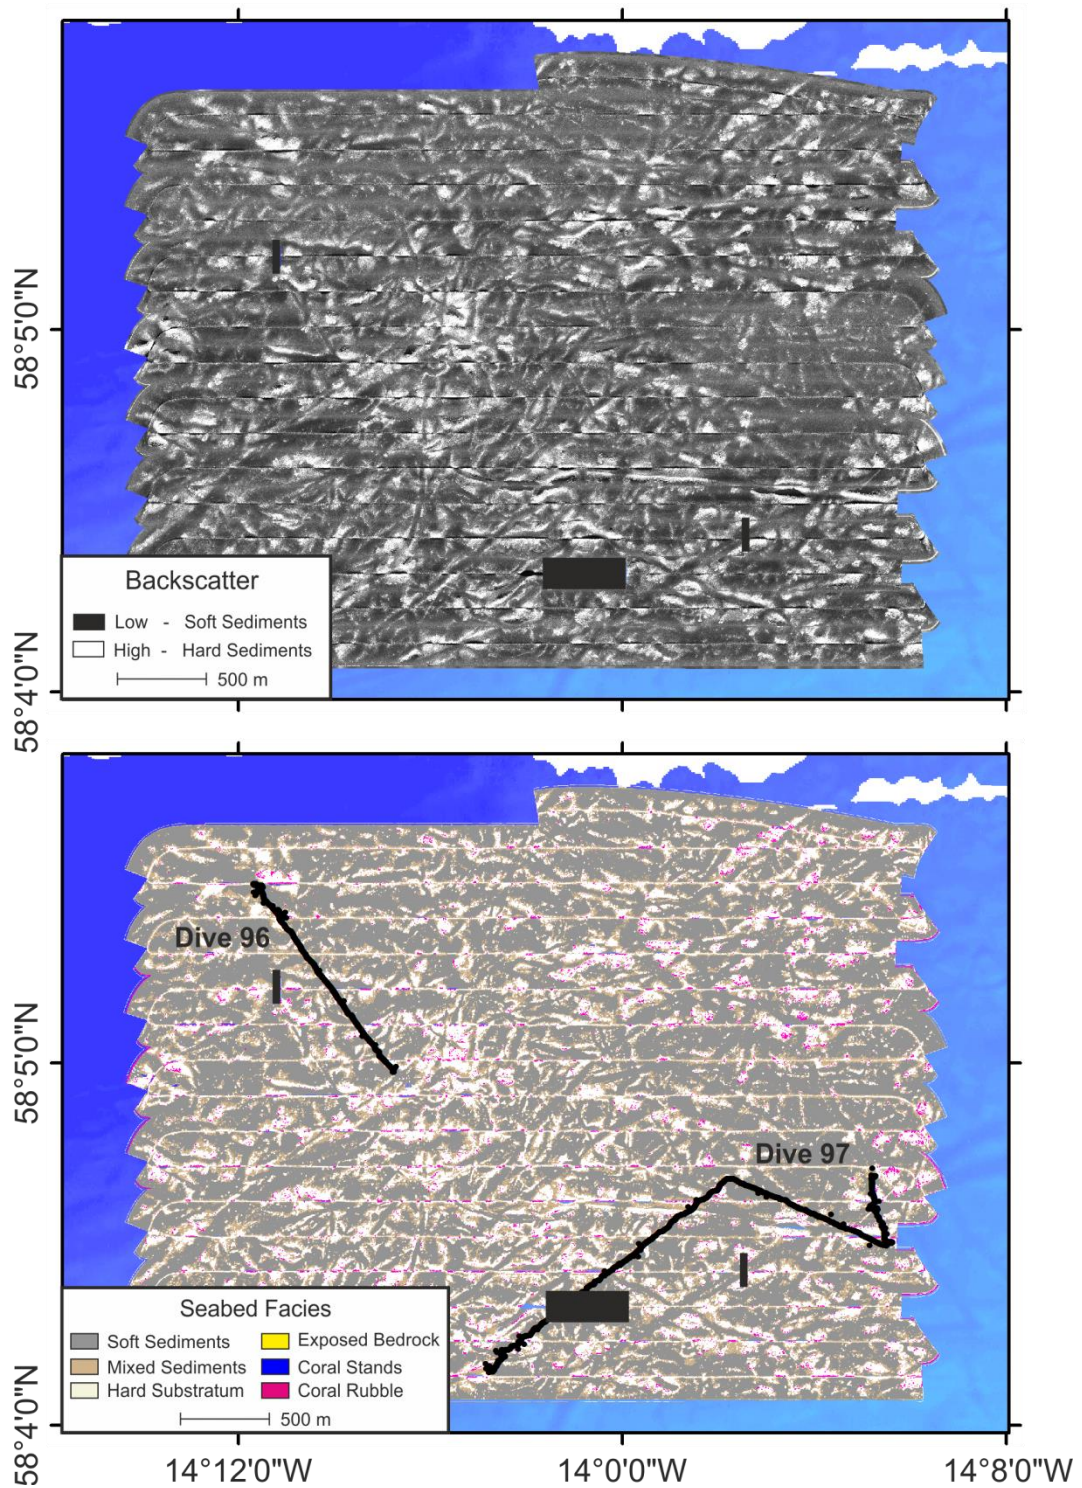 58°5'0"N
Backscatter
Low - Soft Sediments
High - Hard Sediments
500 m
58°4'0"N
Dive 96
58°5'0"N
Dive 97
Seabed Facies
Soft Sediments Exposed Bedrock
Mixed Sediments Coral Stands
Hard Substratum Coral Rubble
500 m
58°4'0"N
14°12'0"W 14°0'0"W 14°8'0"W